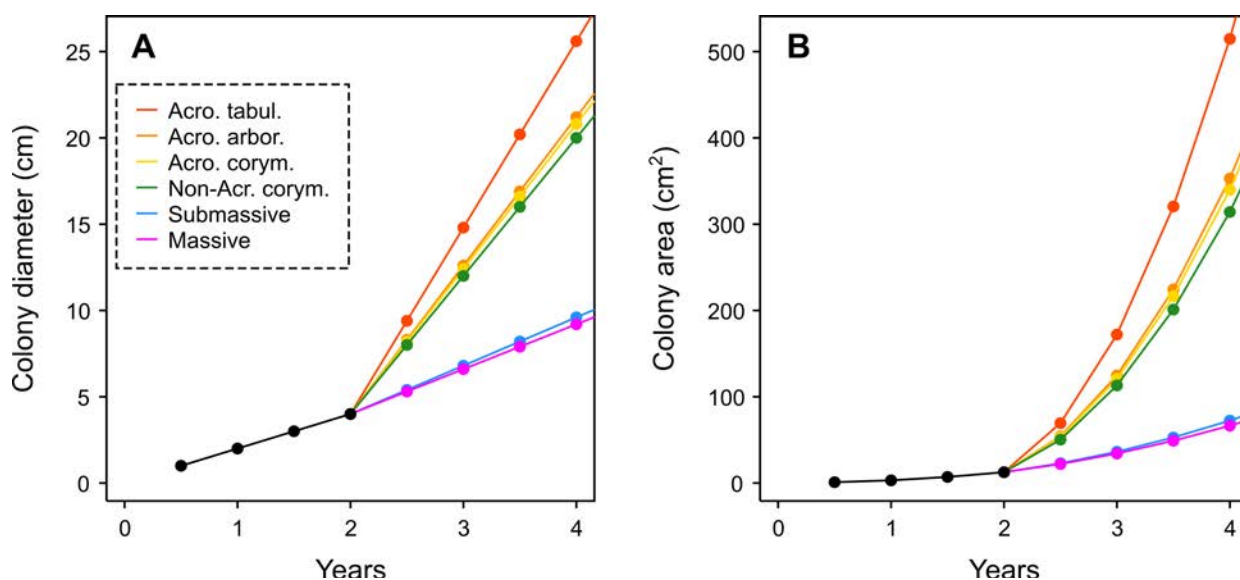 A
25
20
15
10
5
0
Colony diameter (cm)
Acro. tabul.
Acro. arbor.
Acro. corym.
Non-Acr. corym.
Submassive
Massive
0 1 2 3 4
Years
B
500
400
300
200
100
0
Colony area (cm²)
0 1 2 3 4
Years